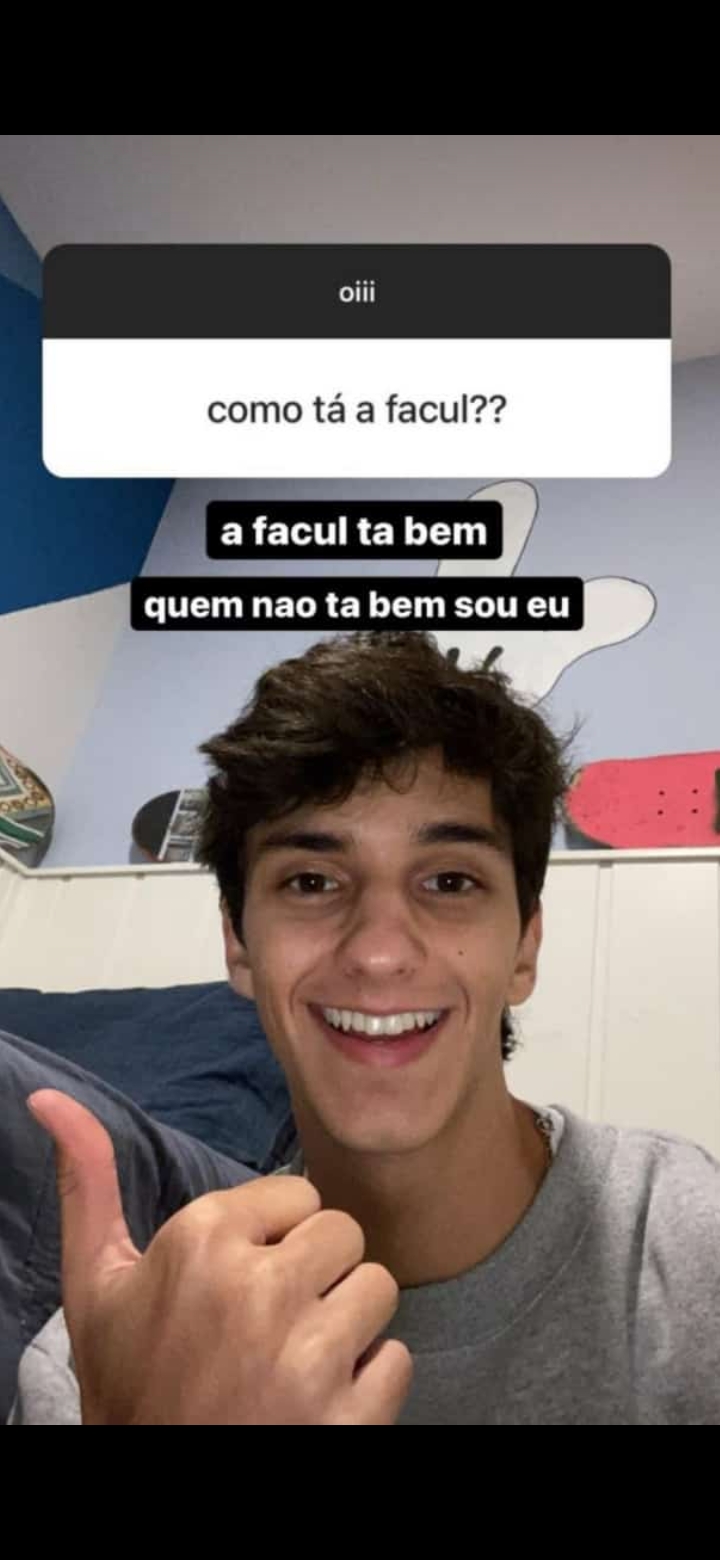 oiii
como tá a facul??
a facul ta bem
quem nao ta bem sou eu